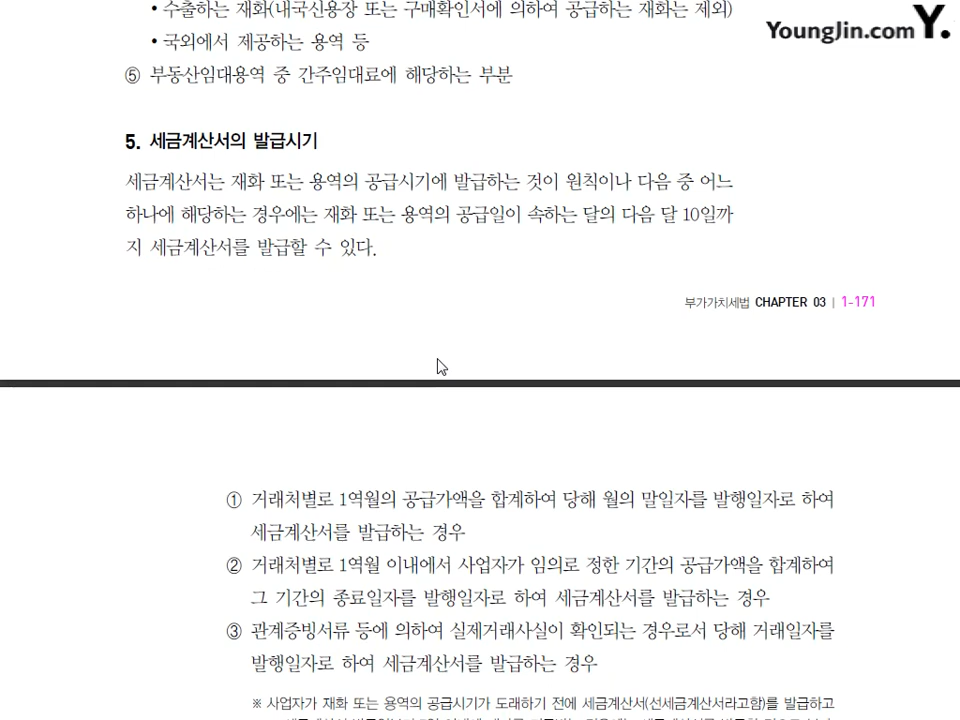 • 수출하는 재화(내국신용장 또는 구매확인서에 의하여 공급하는 재화는 제외)
YoungJin.com Y.
• 국외에서 제공하는 용역 등
⑤ 부동산임대용역 중 간주임대료에 해당하는 부분
5. 세금계산서의 발급시기
세금계산서는 재화 또는 용역의 공급시기에 발급하는 것이 원칙이나 다음 중 어느
하나에 해당하는 경우에는 재화 또는 용역의 공급일이 속하는 달의 다음 달 10일까
지 세금계산서를 발급할 수 있다.
부가가치세법 CHAPTER 03 | 1-171
① 거래처별로 1역월의 공급가액을 합계하여 당해 월의 말일자를 발행일자로 하여
세금계산서를 발급하는 경우
② 거래처별로 1역월 이내에서 사업자가 임의로 정한 기간의 공급가액을 합계하여
그 기간의 종료일자를 발행일자로 하여 세금계산서를 발급하는 경우
③ 관계증빙서류 등에 의하여 실제거래사실이 확인되는 경우로서 당해 거래일자를
발행일자로 하여 세금계산서를 발급하는 경우
※ 사업자가 재화 또는 용역의 공급시기가 도래하기 전에 세금계산서(선세금계산서라고함)를 발급하고